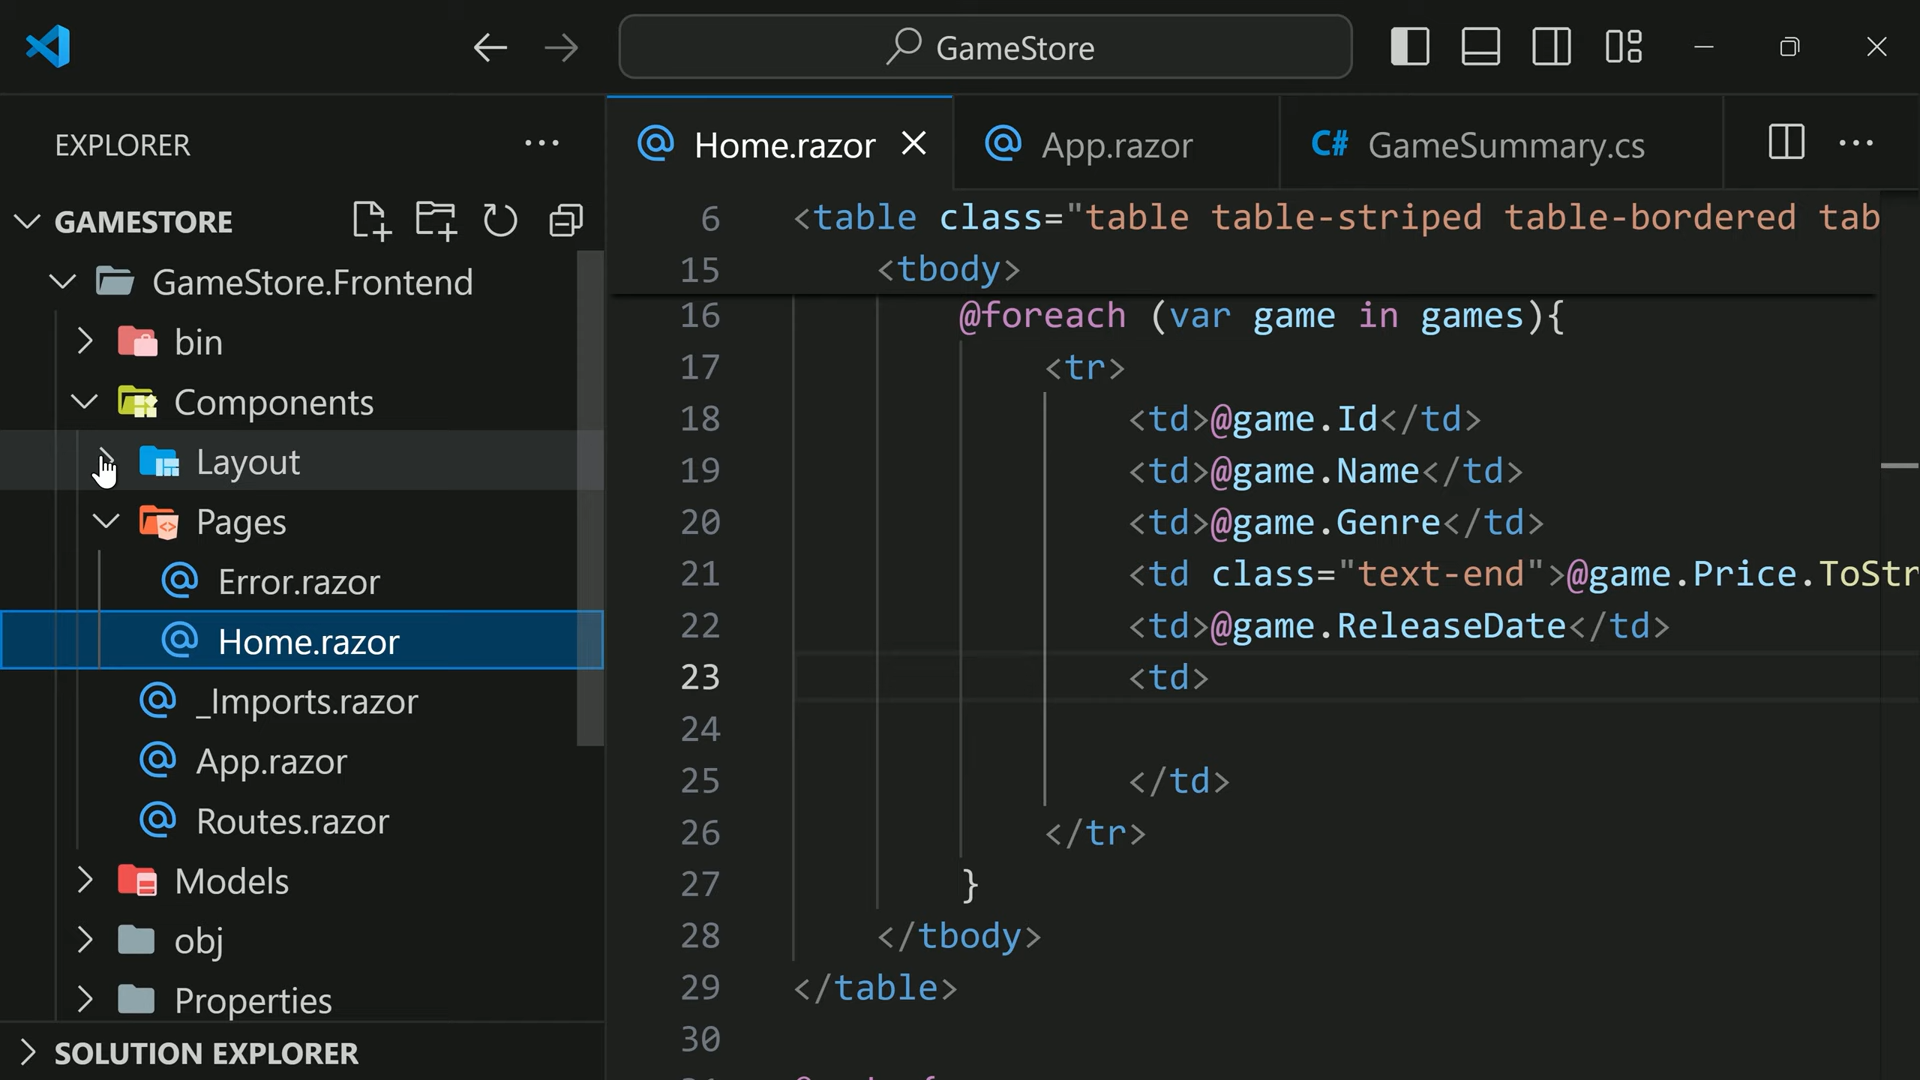 GameStore
EXPLORER
GAMESTORE
GameStore.Frontend
bin
Components
Layout
Pages
Error.razor
Home.razor
_Imports.razor
App.razor
Routes.razor
Models
obj
Properties
SOLUTION EXPLORER
Home.razor
App.razor
C# GameSummary.cs
6 <table class="table table-striped table-bordered tab
15 <tbody>
16 @foreach (var game in games){
17 <tr>
18 <td>@game.Id</td>
19 <td>@game.Name</td>
20 <td>@game.Genre</td>
21 <td class="text-end">@game.Price.ToStr
22 <td>@game.ReleaseDate</td>
23 <td>
24
25 </td>
26 </tr>
27 }
28 </tbody>
29 </table>
30